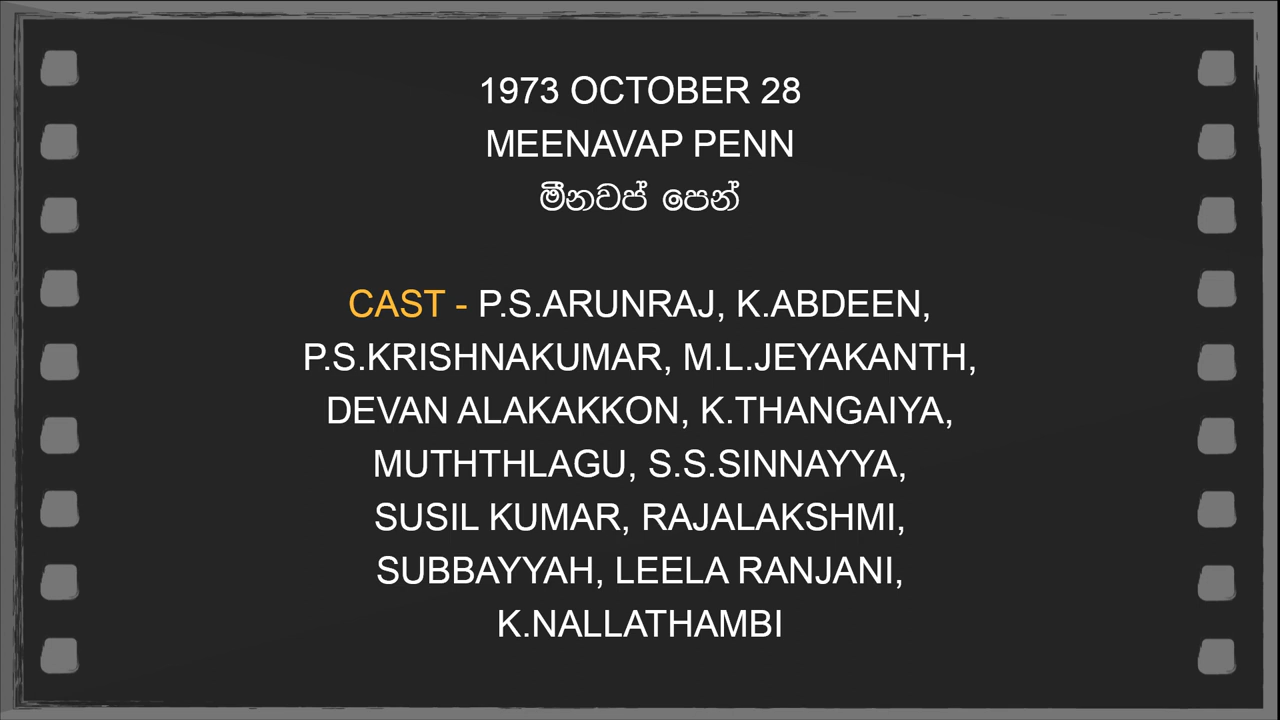 1973 OCTOBER 28
MEENAVAP PENN
මීනවප් පෙන්
CAST - P.S.ARUNRAJ, K.ABDEEN,
P.S.KRISHNAKUMAR, M.L.JEYAKANTH,
DEVAN ALAKAKKON, K.THANGAIYA,
MUTHTHLAGU, S.S.SINNAYYA,
SUSIL KUMAR, RAJALAKSHMI,
SUBBAYYAH, LEELA RANJANI,
K.NALLATHAMBI